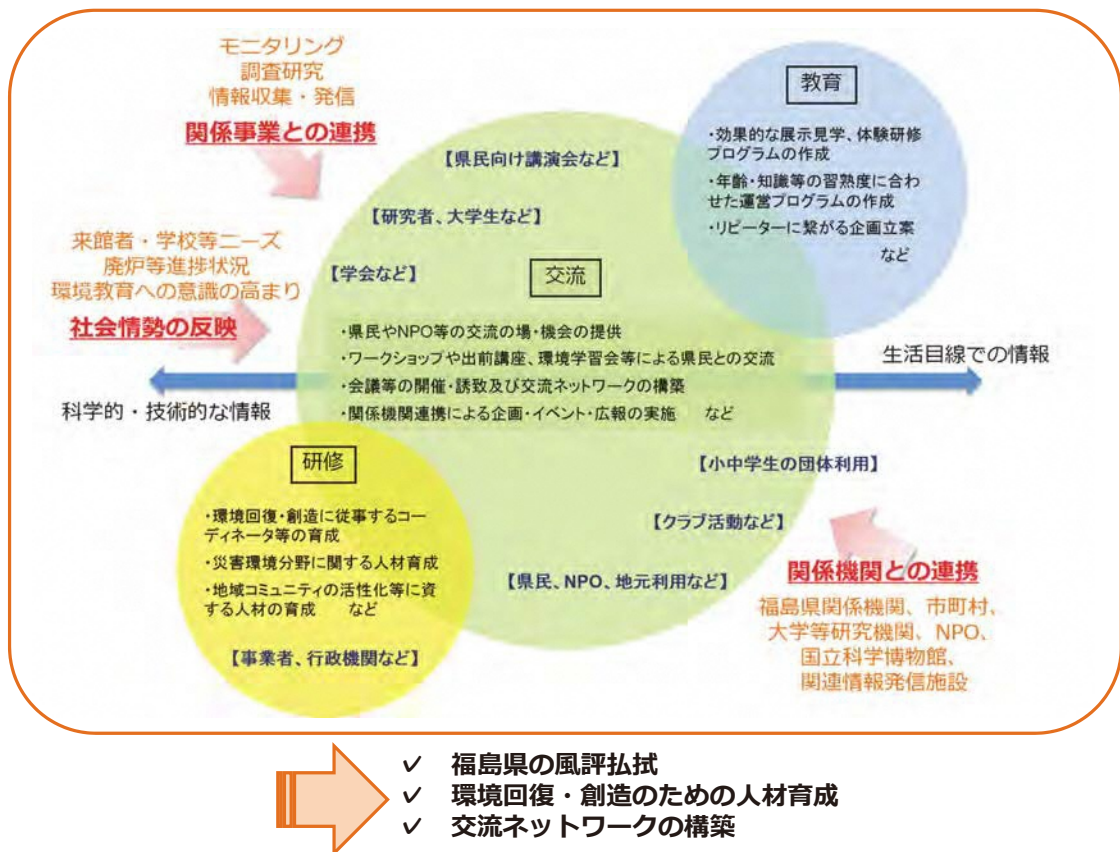 モニタリング
調査研究
情報収集・発信
関係事業との連携
来館者・学校等ニーズ
廃炉等進捗状況
環境教育への意識の高まり
社会情勢の反映
科学的・技術的な情報
生活目線での情報
教育
・効果的な展示見学、体験研修
プログラムの作成
・年齢・知識等の習熟度に合わ
せた運営プログラムの作成
・リピーターに繋がる企画立案
など
【県民向け講演会など】
【研究者、大学生など】
【学会など】
交流
・県民やNPO等の交流の場・機会の提供
・ワークショップや出前講座、環境学習会等による県民との交流
・会議等の開催・誘致及び交流ネットワークの構築
・関係機関連携による企画・イベント・広報の実施 など
【小中学生の団体利用】
【クラブ活動など】
【県民、NPO、地元利用など】
研修
・環境回復・創造に従事するコー
ディネータ等の育成
・災害環境分野に関する人材育成
・地域コミュニティの活性化等に資
する人材の育成 など
【事業者、行政機関など】
関係機関との連携
福島県関係機関、市町村、
大学等研究機関、NPO、
国立科学博物館、
関連情報発信施設
✓ 福島県の風評払拭
✓ 環境回復・創造のための人材育成
✓ 交流ネットワークの構築